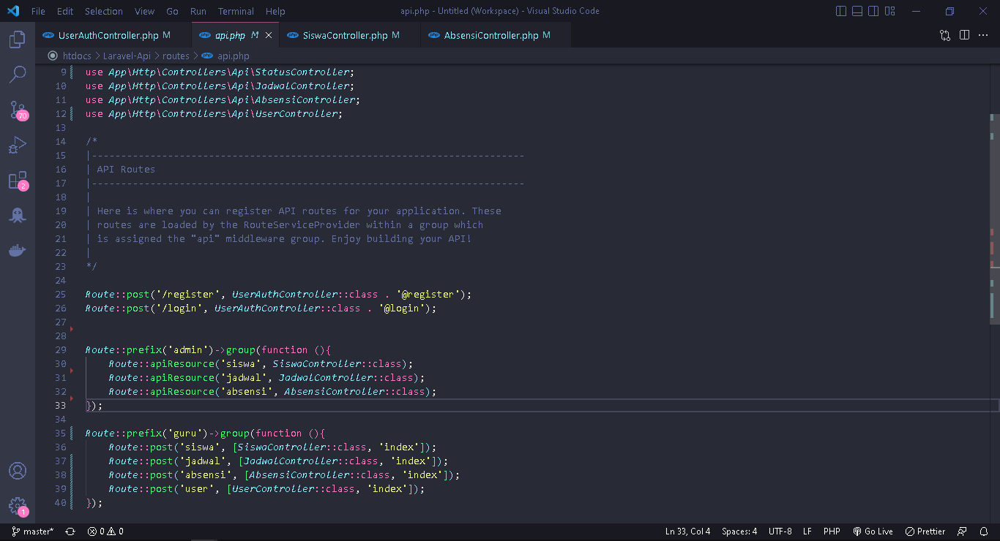 File Edit Selection View Go Run Terminal Help api.php - Untitled (Workspace) - Visual Studio Code
UserAuthController.php M api.php M SiswaController.php M AbsensiController.php M
htdocs > Laravel-Api > routes > api.php
9 use App\Http\Controllers\Api\StatusController;
10 use App\Http\Controllers\Api\JadwalController;
11 use App\Http\Controllers\Api\AbsensiController;
12 use App\Http\Controllers\Api\UserController;
13
14 /*
15 |--------------------------------------------------------------------------
16 | API Routes
17 |--------------------------------------------------------------------------
18 |
19 | Here is where you can register API routes for your application. These
20 | routes are loaded by the RouteServiceProvider within a group which
21 | is assigned the "api" middleware group. Enjoy building your API!
22 |
23 */
24
25 Route::post('/register', UserAuthController::class . '@register');
26 Route::post('/login', UserAuthController::class . '@login');
27
28
29 Route::prefix('admin')->group(function (){
30 Route::apiResource('siswa', SiswaController::class);
31 Route::apiResource('jadwal', JadwalController::class);
32 Route::apiResource('absensi', AbsensiController::class);
33 });
34
35 Route::prefix('guru')->group(function (){
36 Route::post('siswa', [SiswaController::class, 'index']);
37 Route::post('jadwal', [JadwalController::class, 'index']);
38 Route::post('absensi', [AbsensiController::class, 'index']);
39 Route::post('user', [UserController::class, 'index']);
40 });
70
2
1
master* 0 0 Ln 33, Col 4 Spaces: 4 UTF-8 LF PHP Go Live Prettier